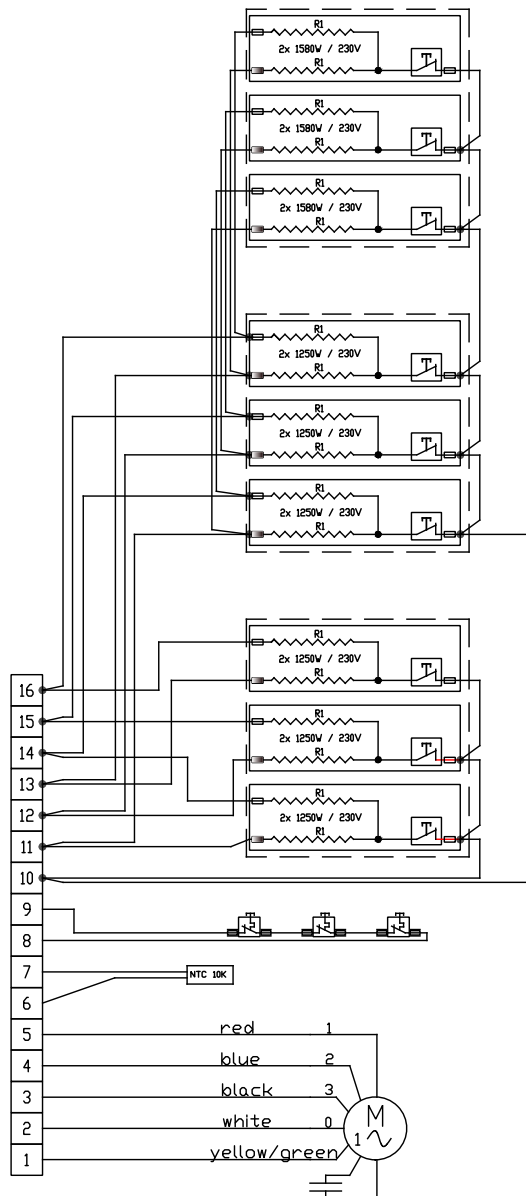 R1
2x 1580W / 230V
R1
R1
2x 1580W / 230V
R1
R1
2x 1580W / 230V
R1
R1
2x 1250W / 230V
R1
R1
2x 1250W / 230V
R1
R1
2x 1250W / 230V
R1
R1
2x 1250W / 230V
R1
R1
2x 1250W / 230V
R1
R1
2x 1250W / 230V
R1
16
15
14
13
12
11
10
9
8
7
NTC 10K
6
5 red 1
4 blue 2
3 black 3
2 white 0
1 yellow/green
M
1